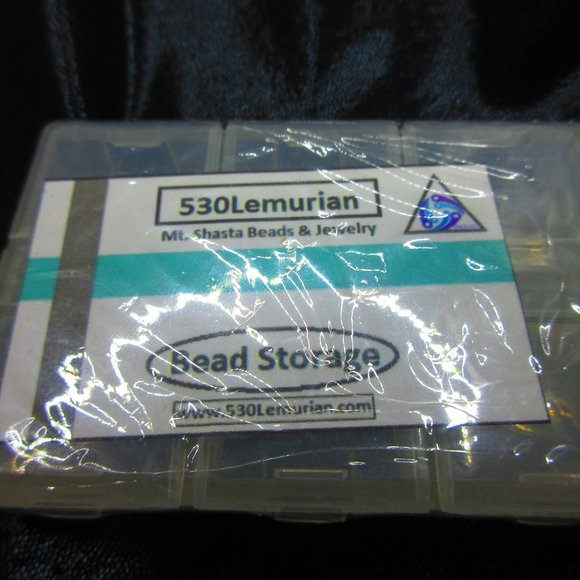 530Lemurian
Mt. Shasta Beads & Jewelry
Bead Storage
www.530Lemurian.com